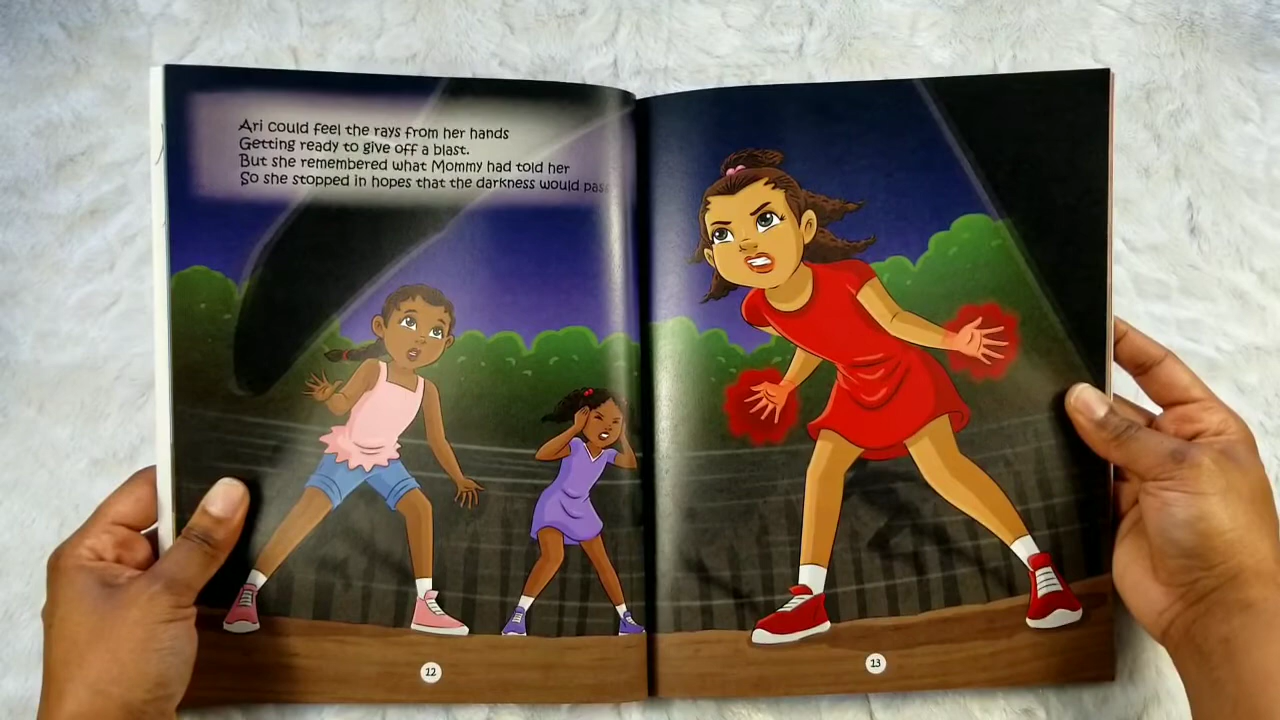 Ari could feel the rays from her hands
Getting ready to give off a blast.
But she remembered what Mommy had told her
So she stopped in hopes that the darkness would pass
12
13